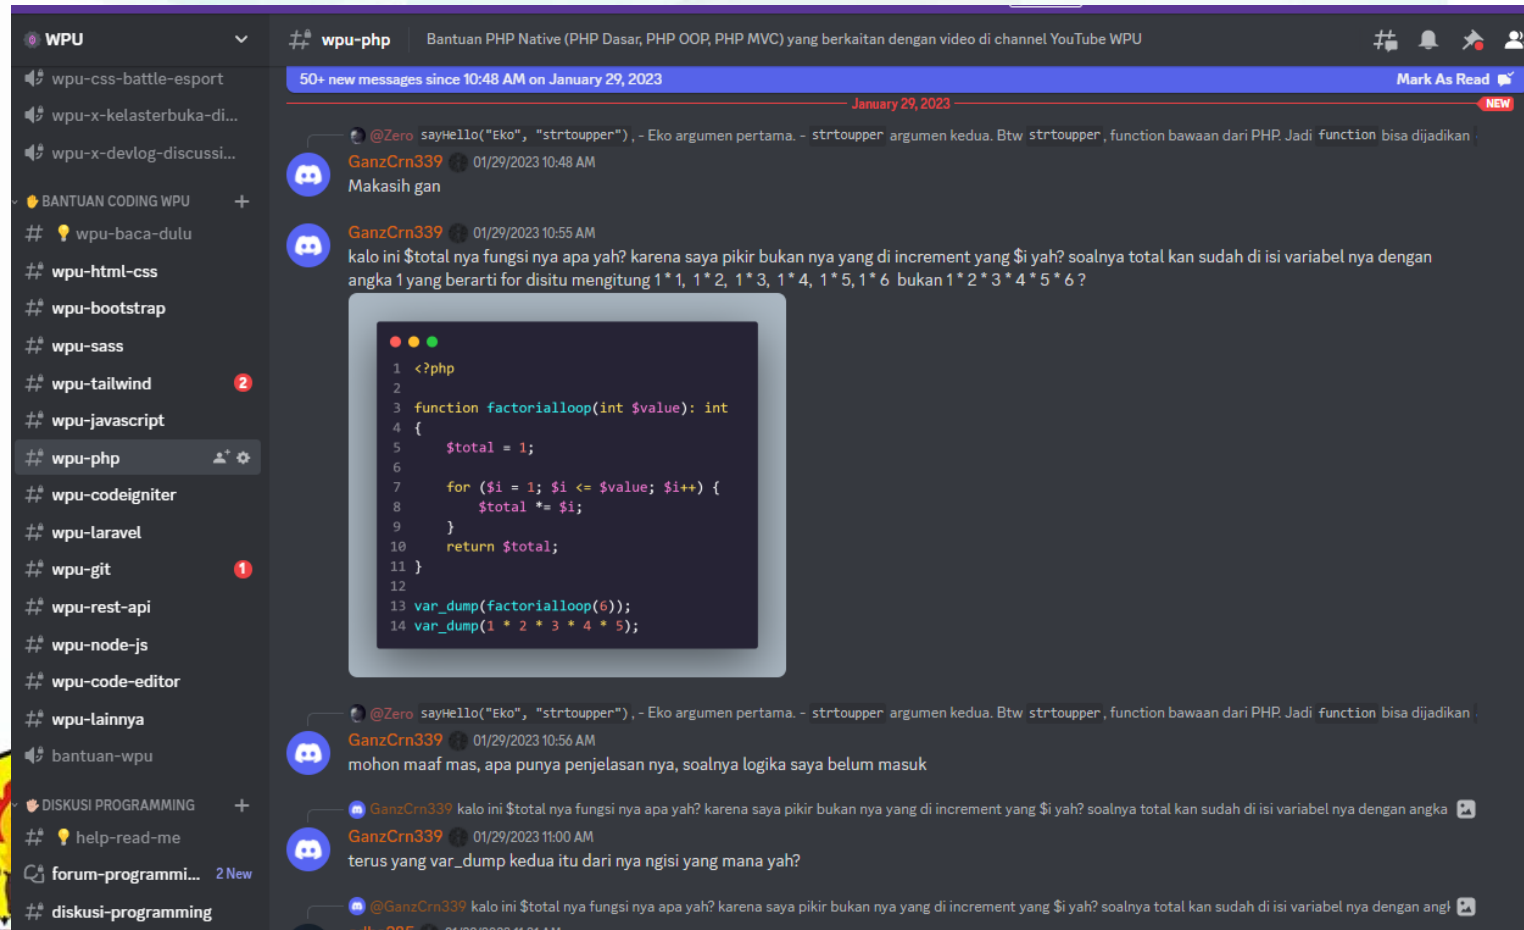 WPU
wpu-css-battle-esport
wpu-x-kelasterbuka-di...
wpu-x-devlog-discussi...
BANTUAN CODING WPU
wpu-baca-dulu
wpu-html-css
wpu-bootstrap
wpu-sass
wpu-tailwind 2
wpu-javascript
wpu-php
wpu-codeigniter
wpu-laravel
wpu-git 1
wpu-rest-api
wpu-node-js
wpu-code-editor
wpu-lainnya
bantuan-wpu
DISKUSI PROGRAMMING
help-read-me
forum-programmi... 2 New
diskusi-programming
wpu-php Bantuan PHP Native (PHP Dasar, PHP OOP, PHP MVC) yang berkaitan dengan video di channel YouTube WPU
50+ new messages since 10:48 AM on January 29, 2023 Mark As Read
January 29, 2023 NEW
@Zero sayHello("Eko", "strtoupper"), - Eko argumen pertama. - strtoupper argumen kedua. Btw strtoupper, function bawaan dari PHP. Jadi function bisa dijadikan
GanzCrn339 01/29/2023 10:48 AM
Makasih gan
GanzCrn339 01/29/2023 10:55 AM
kalo ini $total nya fungsi nya apa yah? karena saya pikir bukan nya yang di increment yang $i yah? soalnya total kan sudah di isi variabel nya dengan
angka 1 yang berarti for disitu mengitung 1 * 1, 1 * 2, 1 * 3, 1 * 4, 1 * 5, 1 * 6 bukan 1 * 2 * 3 * 4 * 5 * 6 ?
1 <?php
2
3 function factorialloop(int $value): int
4 {
5 $total = 1;
6
7 for ($i = 1; $i <= $value; $i++) {
8 $total *= $i;
9 }
10 return $total;
11 }
12
13 var_dump(factorialloop(6));
14 var_dump(1 * 2 * 3 * 4 * 5);
@Zero sayHello("Eko", "strtoupper"), - Eko argumen pertama. - strtoupper argumen kedua. Btw strtoupper, function bawaan dari PHP. Jadi function bisa dijadikan
GanzCrn339 01/29/2023 10:56 AM
mohon maaf mas, apa punya penjelasan nya, soalnya logika saya belum masuk
GanzCrn339 kalo ini $total nya fungsi nya apa yah? karena saya pikir bukan nya yang di increment yang $i yah? soalnya total kan sudah di isi variabel nya dengan angka
GanzCrn339 01/29/2023 11:00 AM
terus yang var_dump kedua itu dari nya ngisi yang mana yah?
@GanzCrn339 kalo ini $total nya fungsi nya apa yah? karena saya pikir bukan nya yang di increment yang $i yah? soalnya total kan sudah di isi variabel nya dengan